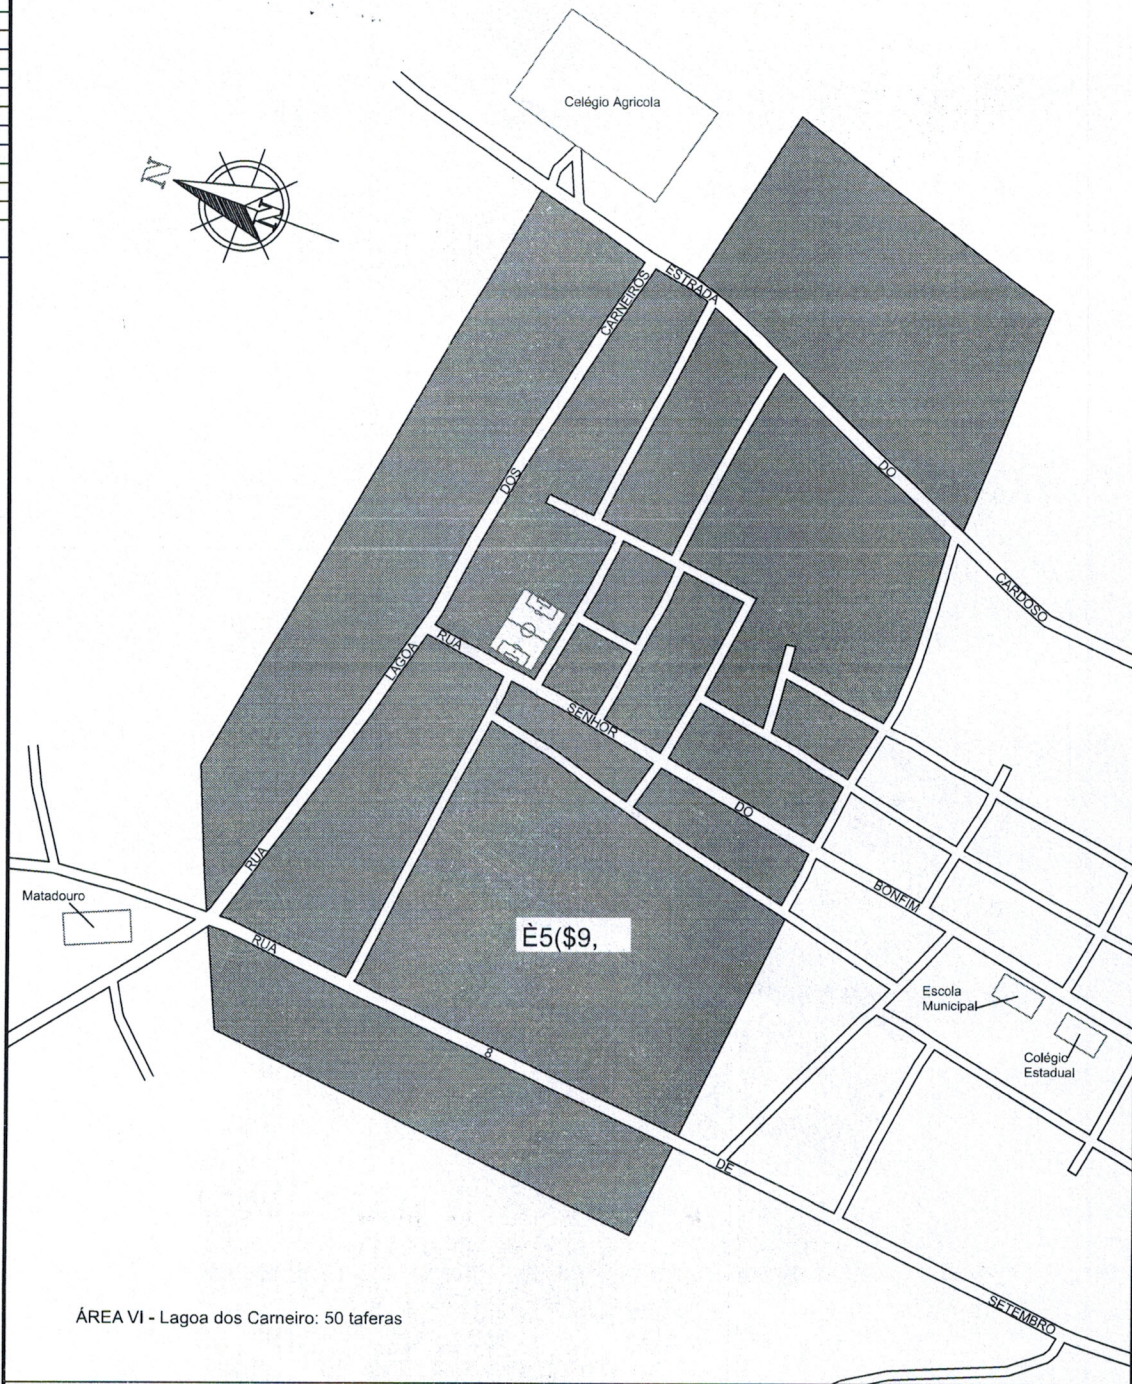 Celégio Agricola
N
ESTRADA
DO
CARDOSO
CARNEIROS
DOS
LAGOA
RUA
RUA
SENHOR
DO
BONFIM
Matadouro
RUA
8
DE
SETEMBRO
È5($9,
Escola
Municipal
Colégio
Estadual
ÁREA VI - Lagoa dos Carneiro: 50 taferas